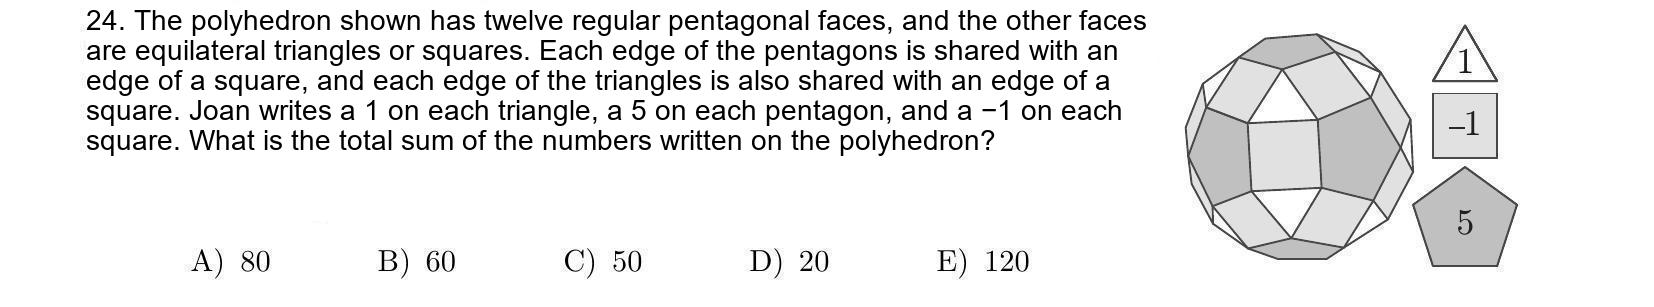 24. The polyhedron shown has twelve regular pentagonal faces, and the other faces
are equilateral triangles or squares. Each edge of the pentagons is shared with an
edge of a square, and each edge of the triangles is also shared with an edge of a
square. Joan writes a 1 on each triangle, a 5 on each pentagon, and a −1 on each
square. What is the total sum of the numbers written on the polyhedron?
1
−1
5
A) 80 B) 60 C) 50 D) 20 E) 120